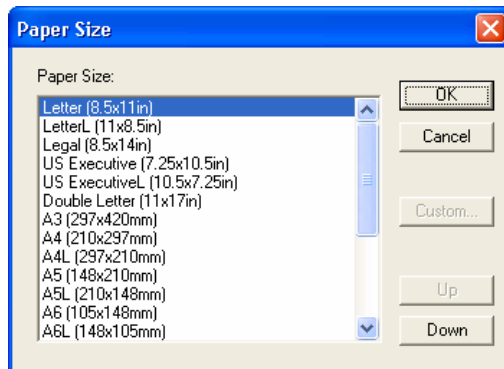 Paper Size
Paper Size:
Letter (8.5x11in)
LetterL (11x8.5in)
Legal (8.5x14in)
US Executive (7.25x10.5in)
US ExecutiveL (10.5x7.25in)
Double Letter (11x17in)
A3 (297x420mm)
A4 (210x297mm)
A4L (297x210mm)
A5 (148x210mm)
A5L (210x148mm)
A6 (105x148mm)
A6L (148x105mm)
OK
Cancel
Custom...
Up
Down